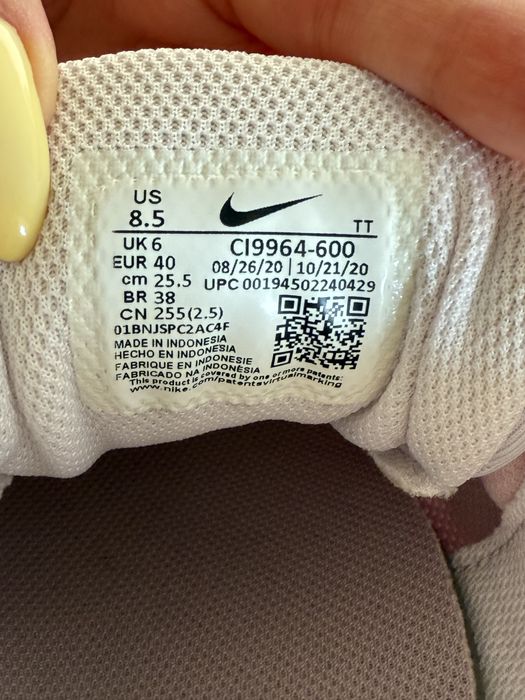 US
8.5
TT
UK 6
EUR 40
cm 25.5
BR 38
CN 255(2.5)
01BNJSPC2AC4F
CI9964-600
08/26/20 | 10/21/20
UPC 00194502240429
MADE IN INDONESIA
HECHO EN INDONESIA
FABRIQUE EN INDONESIE
FABRICADO NA INDONÉSIA
This product is covered by one or more patents:
www.nike.com/patentsvirtualmarking